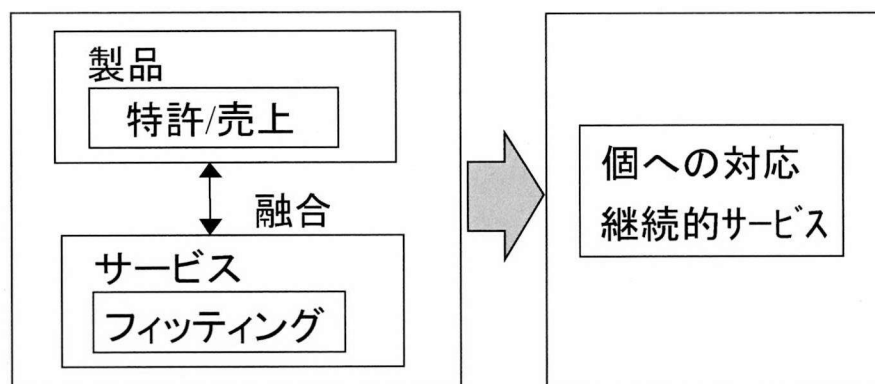 製品
特許/売上
融合
サービス
フィッティング
個への対応
継続的サービス